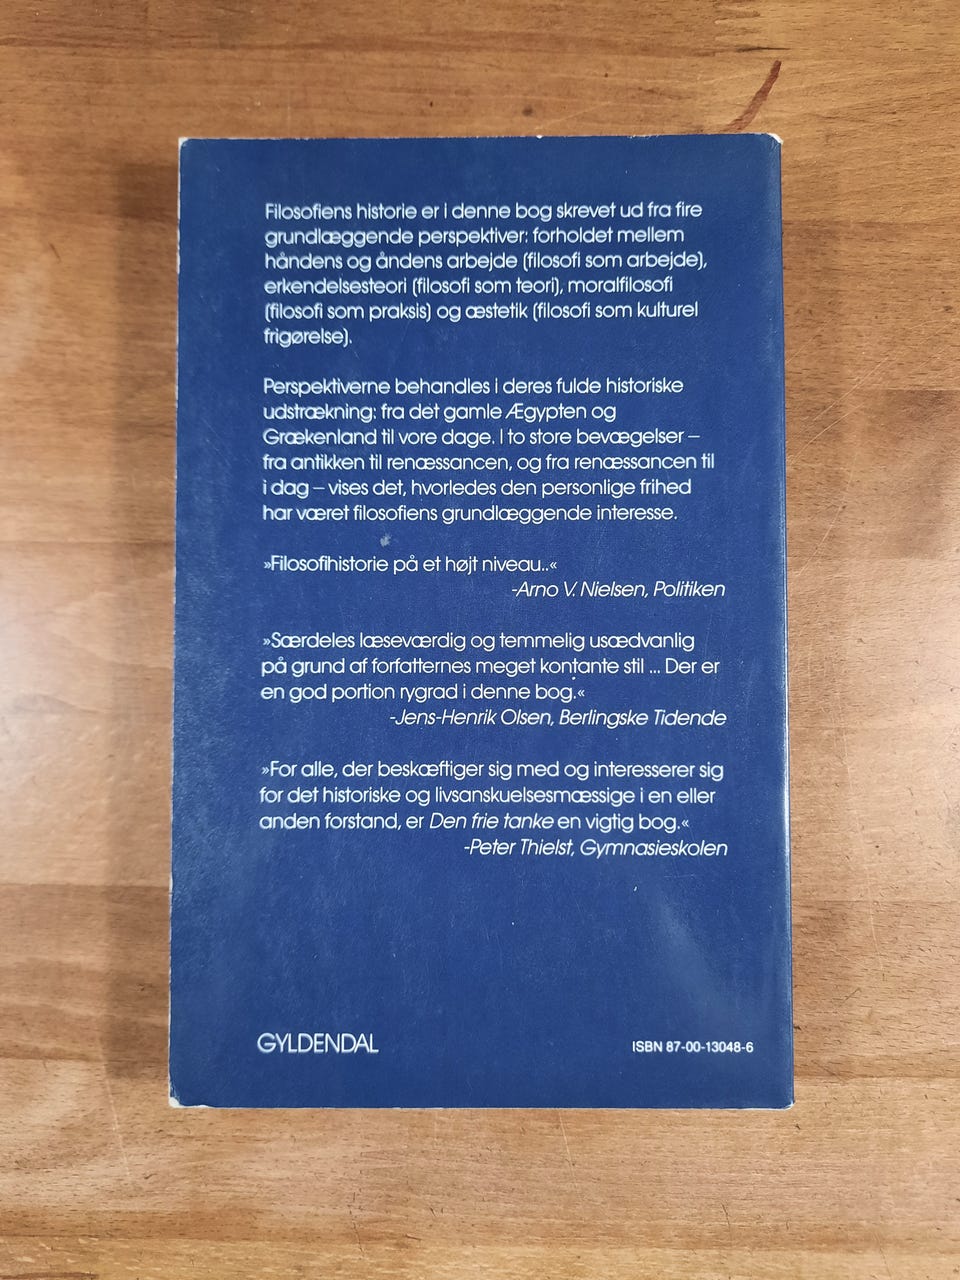 Filosofiens historie er i denne bog skrevet ud fra fire
grundlæggende perspektiver: forholdet mellem
håndens og åndens arbejde (filosofi som arbejde),
erkendelsesteori (filosofi som teori), moralfilosofi
(filosofi som praksis) og æstetik (filosofi som kulturel
frigørelse).
Perspektiverne behandles i deres fulde historiske
udstrækning: fra det gamle Ægypten og
Grækenland til vore dage. I to store bevægelser –
fra antikken til renæssancen, og fra renæssancen til
i dag – vises det, hvorledes den personlige frihed
har været filosofiens grundlæggende interesse.
»Filosofihistorie på et højt niveau..«
-Arno V. Nielsen, Politiken
»Særdeles læseværdig og temmelig usædvanlig
på grund af forfatternes meget kontante stil ... Der er
en god portion rygrad i denne bog.«
-Jens-Henrik Olsen, Berlingske Tidende
»For alle, der beskæftiger sig med og interesserer sig
for det historiske og livsanskuelsesmæssige i en eller
anden forstand, er Den frie tanke en vigtig bog.«
-Peter Thielst, Gymnasieskolen
GYLDENDAL
ISBN 87-00-13048-6